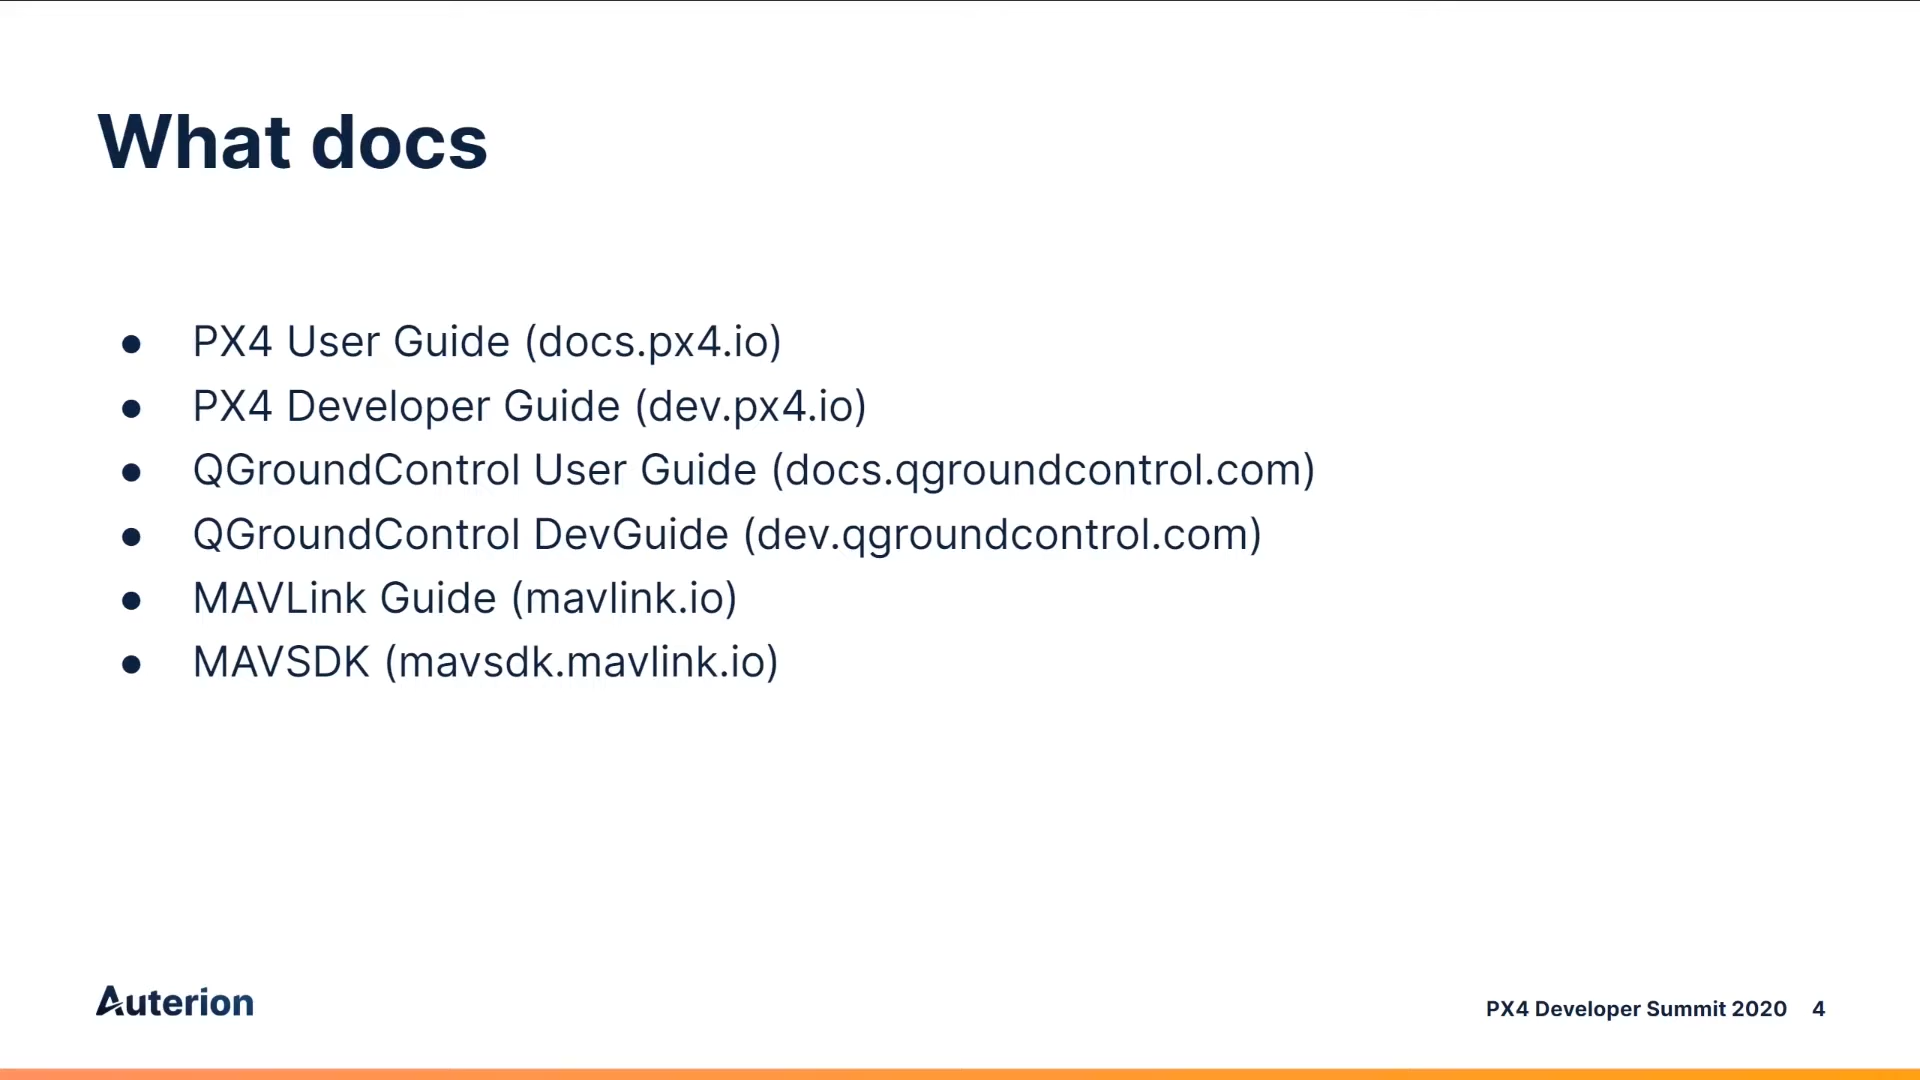 What docs
● PX4 User Guide (docs.px4.io)
● PX4 Developer Guide (dev.px4.io)
● QGroundControl User Guide (docs.qgroundcontrol.com)
● QGroundControl DevGuide (dev.qgroundcontrol.com)
● MAVLink Guide (mavlink.io)
● MAVSDK (mavsdk.mavlink.io)
Auterion
PX4 Developer Summit 2020 4